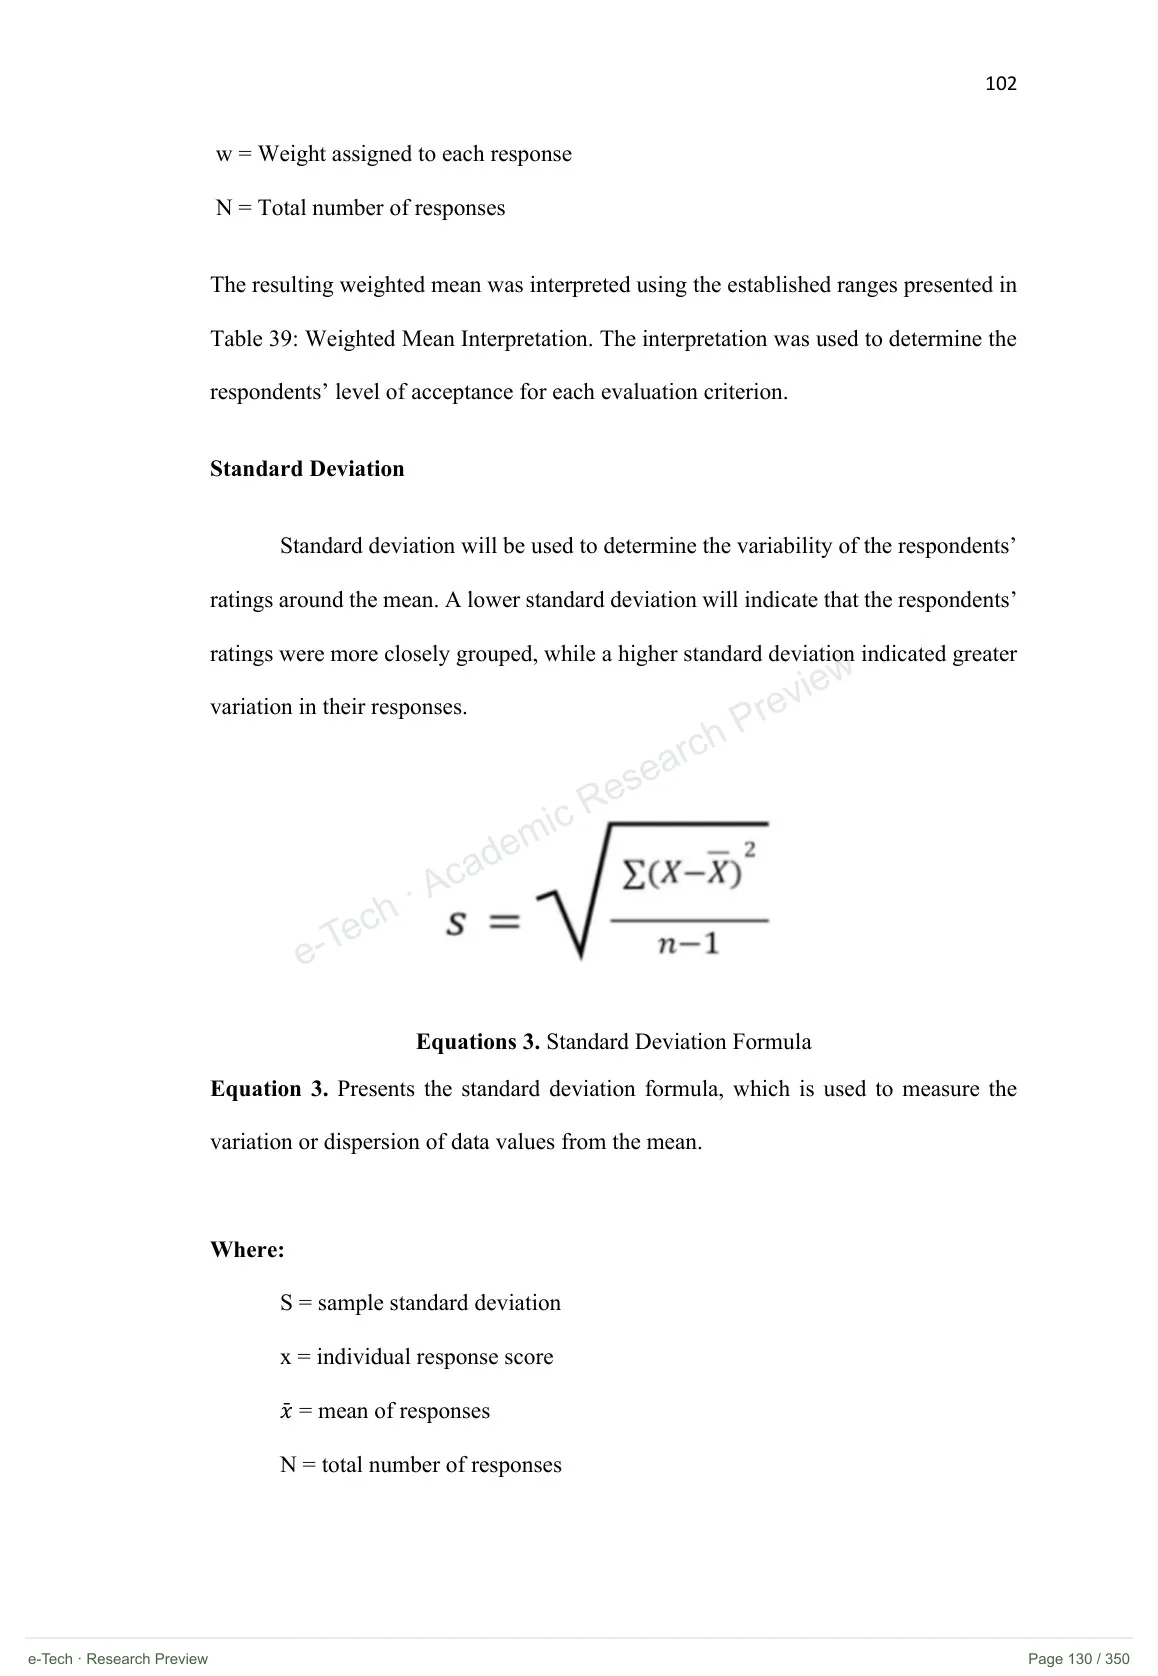 102
w = Weight assigned to each response
N = Total number of responses
The resulting weighted mean was interpreted using the established ranges presented in
Table 39: Weighted Mean Interpretation. The interpretation was used to determine the
respondents’ level of acceptance for each evaluation criterion.
Standard Deviation
Standard deviation will be used to determine the variability of the respondents’
ratings around the mean. A lower standard deviation will indicate that the respondents’
ratings were more closely grouped, while a higher standard deviation indicated greater
variation in their responses.
e-Tech · Academic Research Preview
s = √(∑(X−X̅)² / n−1)
Equations 3. Standard Deviation Formula
Equation 3. Presents the standard deviation formula, which is used to measure the
variation or dispersion of data values from the mean.
Where:
S = sample standard deviation
x = individual response score
x̄ = mean of responses
N = total number of responses
e-Tech · Research Preview
Page 130 / 350